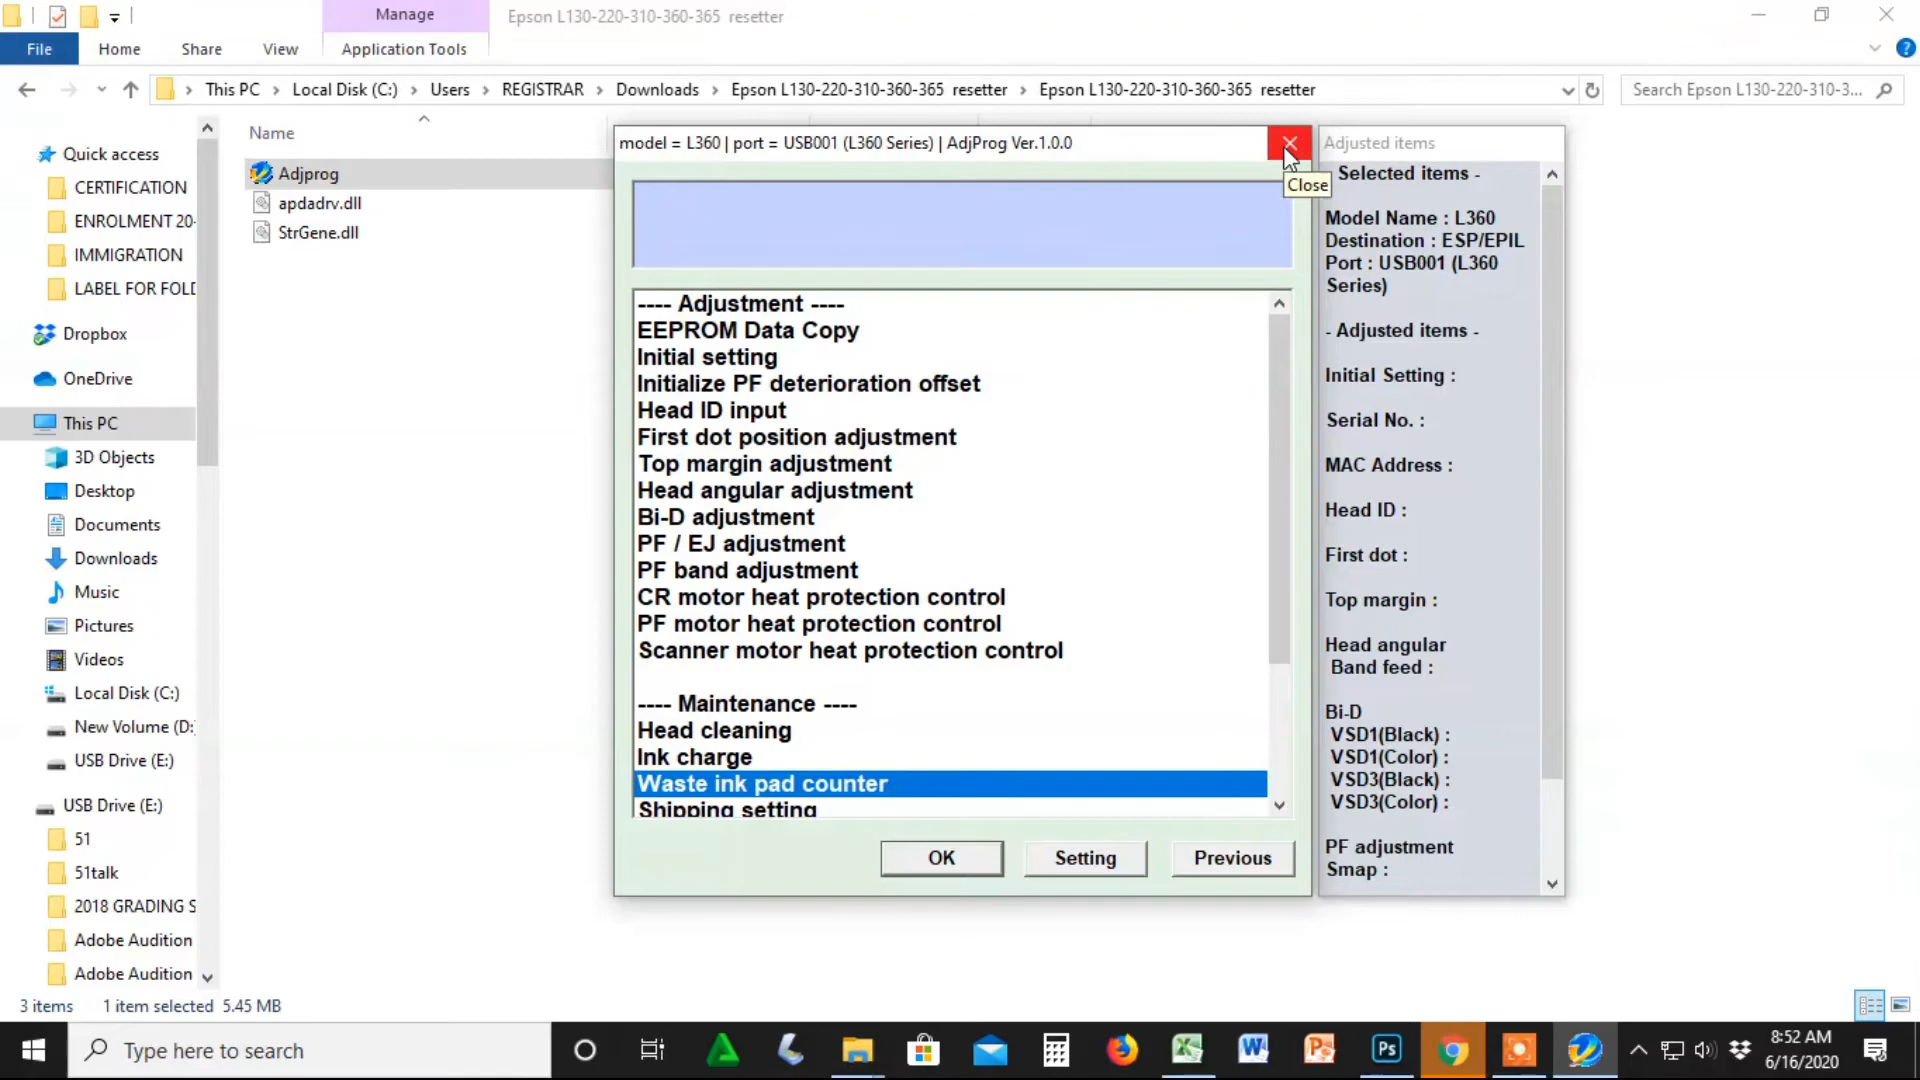 Manage
Epson L130-220-310-360-365 resetter
File
Home
Share
View
Application Tools
This PC
Local Disk (C:)
Users
REGISTRAR
Downloads
Epson L130-220-310-360-365 resetter
Epson L130-220-310-360-365 resetter
Search Epson L130-220-310-3...
Quick access
CERTIFICATION
ENROLMENT 20-
IMMIGRATION
LABEL FOR FOLD
Dropbox
OneDrive
This PC
3D Objects
Desktop
Documents
Downloads
Music
Pictures
Videos
Local Disk (C:)
New Volume (D:)
USB Drive (E:)
USB Drive (E:)
51
51talk
2018 GRADING S
Adobe Audition
Adobe Audition
Name
Adjprog
apdadrv.dll
StrGene.dll
model = L360 | port = USB001 (L360 Series) | AdjProg Ver.1.0.0
Close
---- Adjustment ----
EEPROM Data Copy
Initial setting
Initialize PF deterioration offset
Head ID input
First dot position adjustment
Top margin adjustment
Head angular adjustment
Bi-D adjustment
PF / EJ adjustment
PF band adjustment
CR motor heat protection control
PF motor heat protection control
Scanner motor heat protection control
---- Maintenance ----
Head cleaning
Ink charge
Waste ink pad counter
Shipping setting
OK
Setting
Previous
Adjusted items
Selected items -
Model Name : L360
Destination : ESP/EPIL
Port : USB001 (L360
Series)
- Adjusted items -
Initial Setting :
Serial No. :
MAC Address :
Head ID :
First dot :
Top margin :
Head angular
Band feed :
Bi-D
VSD1(Black) :
VSD1(Color) :
VSD3(Black) :
VSD3(Color) :
PF adjustment
Smap :
3 items
1 item selected 5.45 MB
Type here to search
Ps
8:52 AM
6/16/2020